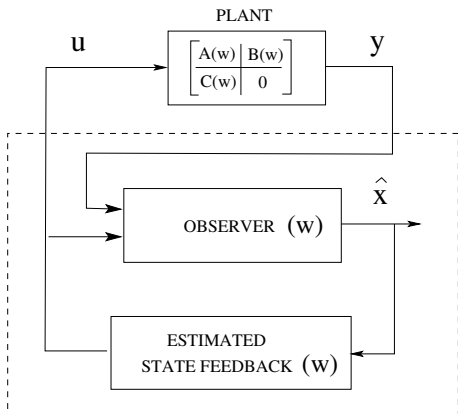 PLANT
u
y
A(w) B(w)
C(w) 0
x̂
OBSERVER (w)
ESTIMATED
STATE FEEDBACK (w)